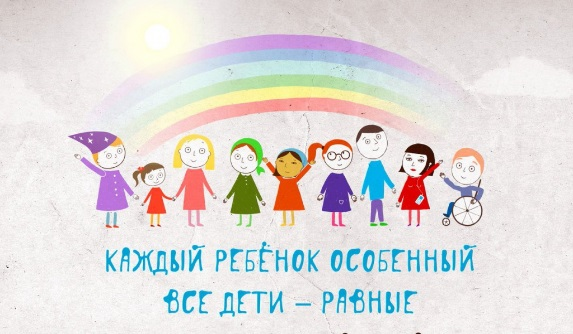 КАЖДЫЙ РЕБЁНОК ОСОБЕННЫЙ
ВСЕ ДЕТИ – РАВНЫЕ